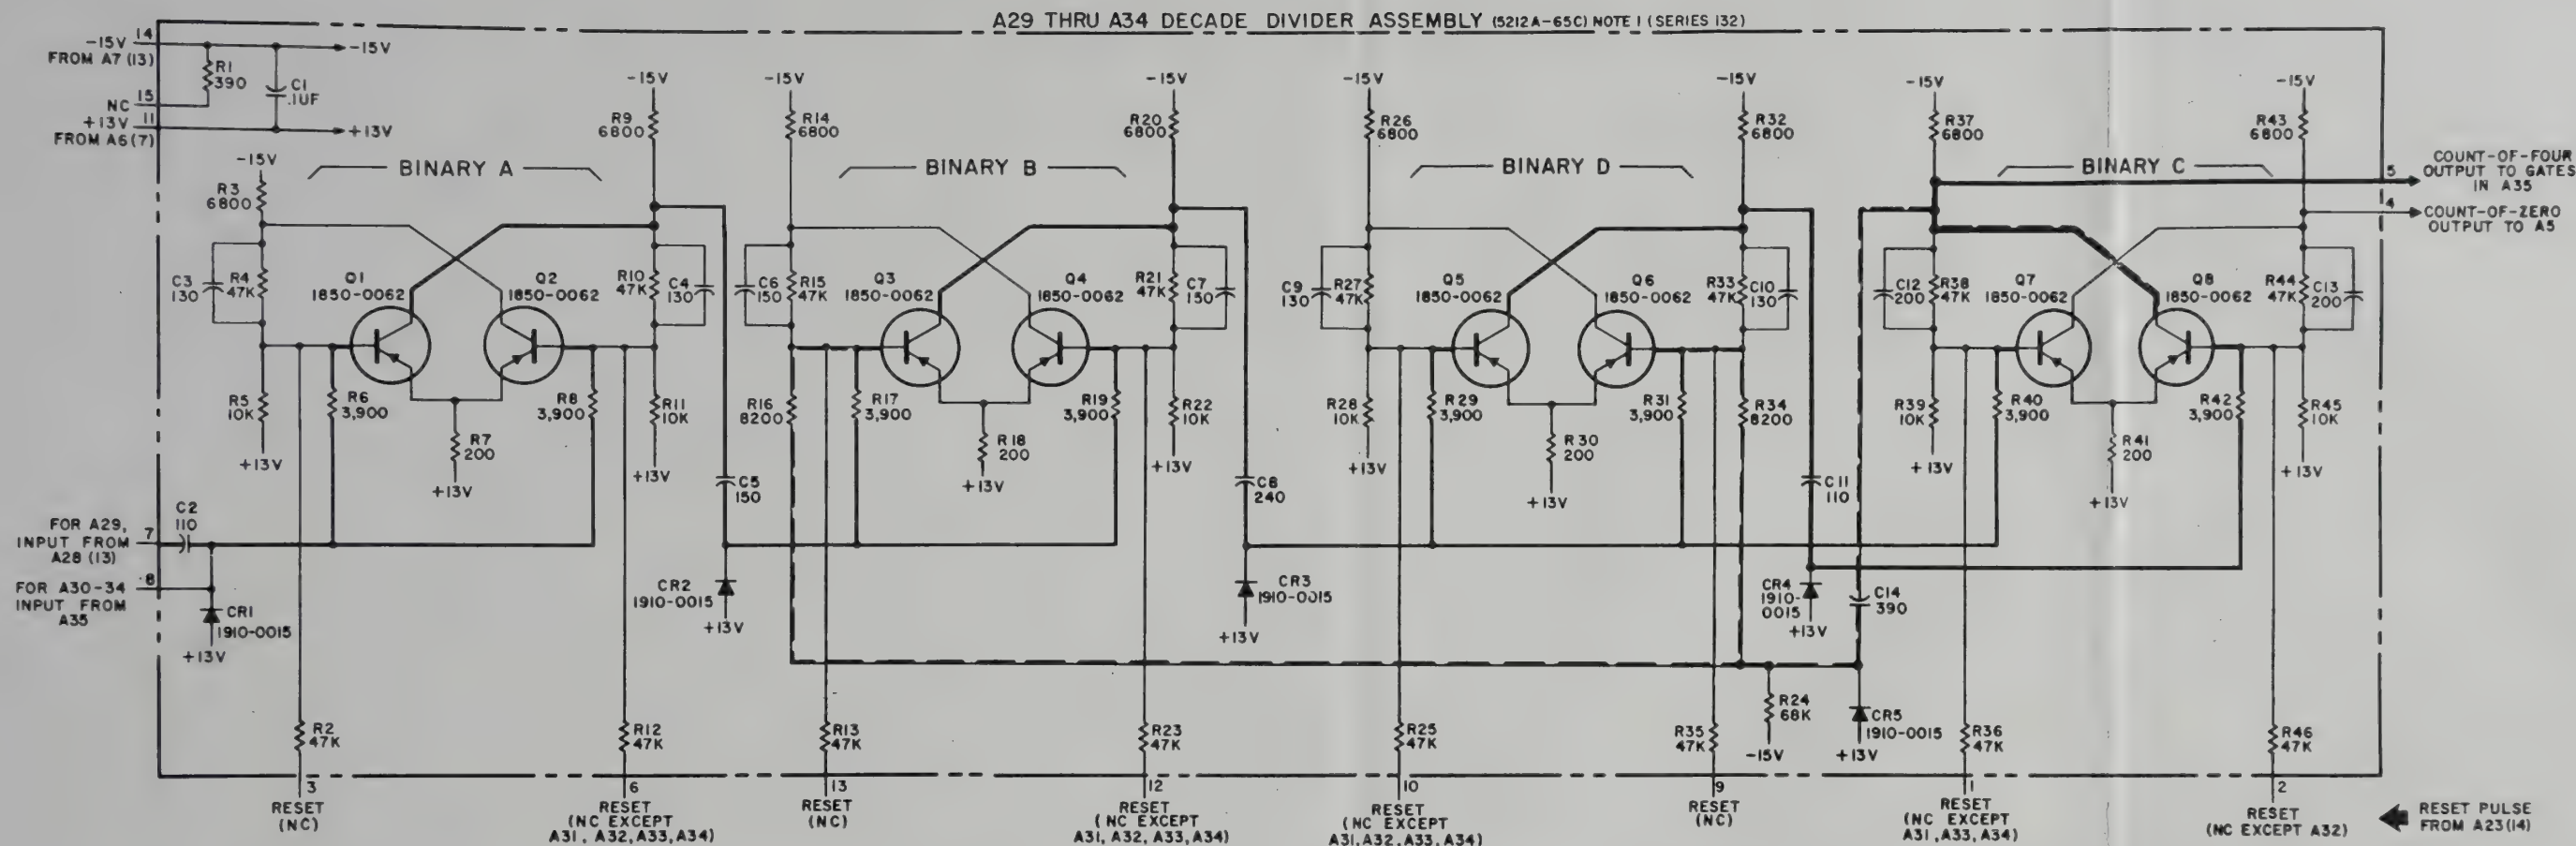 A29 THRU A34 DECADE DIVIDER ASSEMBLY (5212A-65C) NOTE 1 (SERIES 132)
14
-15V
FROM A7 (13)
-15V
R1
390
C1
.1UF
15
NC
11
+13V
FROM A6(7)
+13V
-15V
R3
6800
BINARY A
-15V
R9
6800
-15V
R14
6800
BINARY B
-15V
R20
6800
-15V
R26
6800
BINARY D
-15V
R32
6800
-15V
R37
6800
BINARY C
-15V
R43
6800
5
COUNT-OF-FOUR
OUTPUT TO GATES
IN A35
4
COUNT-OF-ZERO
OUTPUT TO A5
C3
130
R4
47K
Q1
1850-0062
Q2
1850-0062
R10
47K
C4
130
C6
150
R15
47K
Q3
1850-0062
Q4
1850-0062
R21
47K
C7
150
C9
130
R27
47K
Q5
1850-0062
Q6
1850-0062
R33
47K
C10
130
C12
200
R38
47K
Q7
1850-0062
Q8
1850-0062
R44
47K
C13
200
R5
10K
R6
3,900
R8
3,900
R11
10K
R7
200
+13V
+13V
+13V
C5
150
R16
8200
R17
3,900
R19
3,900
R22
10K
R18
200
+13V
+13V
C8
240
R28
10K
R29
3,900
R31
3,900
R34
8200
R30
200
+13V
+13V
C11
110
R39
10K
R40
3,900
R42
3,900
R45
10K
R41
200
+13V
+13V
+13V
C2
110
7
FOR A29,
INPUT FROM
A28 (13)
8
FOR A30-34
INPUT FROM
A35
CR1
1910-0015
+13V
CR2
1910-0015
+13V
CR3
1910-0015
+13V
CR4
1910-
0015
+13V
C14
390
R24
68K
-15V
CR5
1910-0015
+13V
R2
47K
R12
47K
R13
47K
R23
47K
R25
47K
R35
47K
R36
47K
R46
47K
3
RESET
(NC)
6
RESET
(NC EXCEPT
A31, A32, A33, A34)
13
RESET
(NC)
12
RESET
(NC EXCEPT
A31, A32, A33, A34)
10
RESET
(NC EXCEPT
A31, A32, A33, A34)
9
RESET
(NC)
1
RESET
(NC EXCEPT
A31, A33, A34)
2
RESET
(NC EXCEPT A32)
RESET PULSE
FROM A23(14)